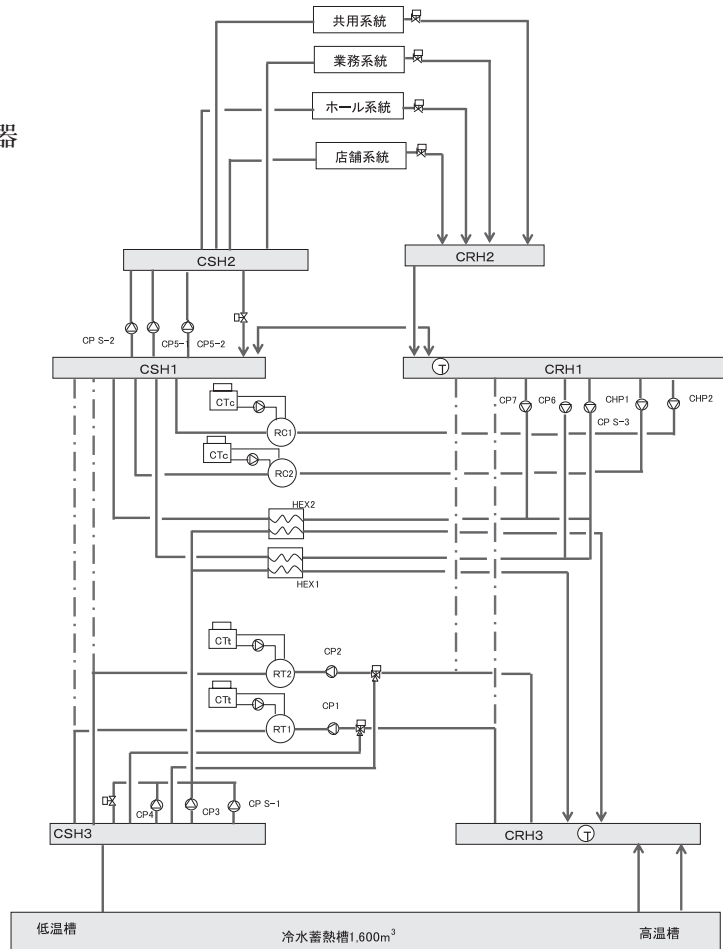 共用系統
業務系統
ホール系統
器
店舗系統
CSH2
CRH2
CP S-2
CP5-1
CP5-2
CSH1
T
CRH1
CTc
RC1
CP7
CP6
CP S-3
CHP1
CHP2
CTc
RC2
HEX2
HEX1
CTt
RT2
CP2
CTt
RT1
CP1
CP4
CP3
CP S-1
CSH3
CRH3
T
低温槽
冷水蓄熱槽1,600m³
高温槽